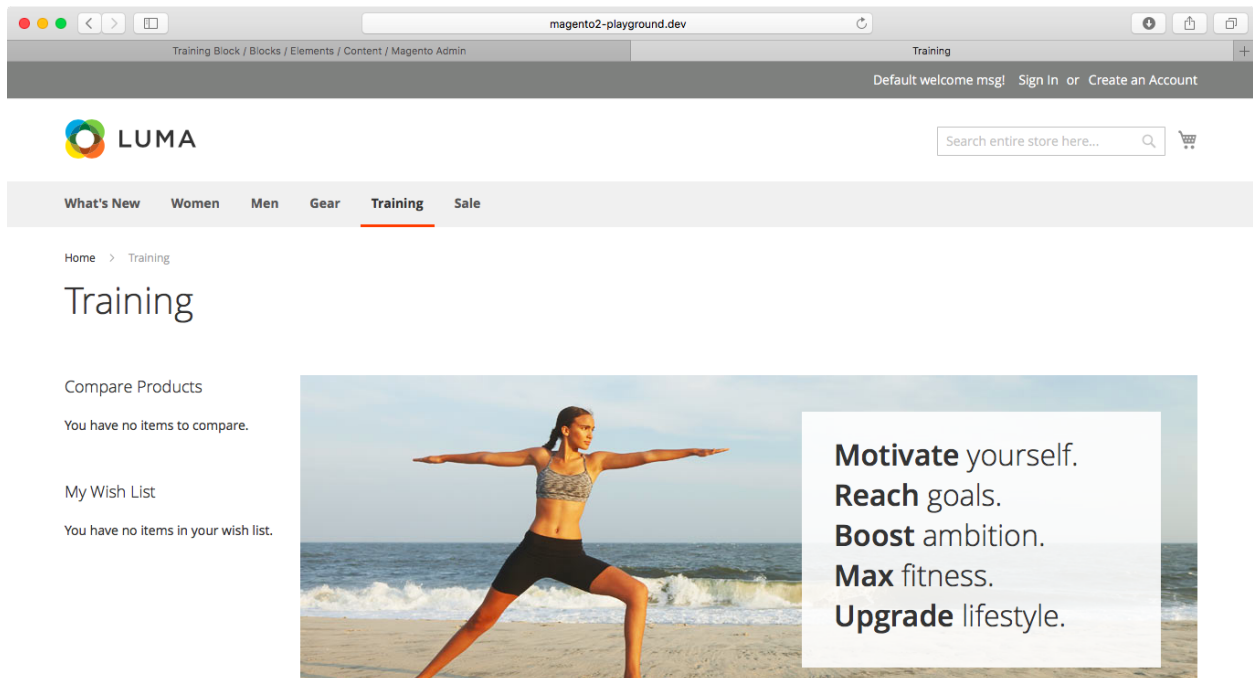 magento2-playground.dev
Training Block / Blocks / Elements / Content / Magento Admin
Training
Default welcome msg! Sign In or Create an Account
LUMA
Search entire store here...
What's New Women Men Gear Training Sale
Home > Training
Training
Compare Products
You have no items to compare.
My Wish List
You have no items in your wish list.
Motivate yourself.
Reach goals.
Boost ambition.
Max fitness.
Upgrade lifestyle.